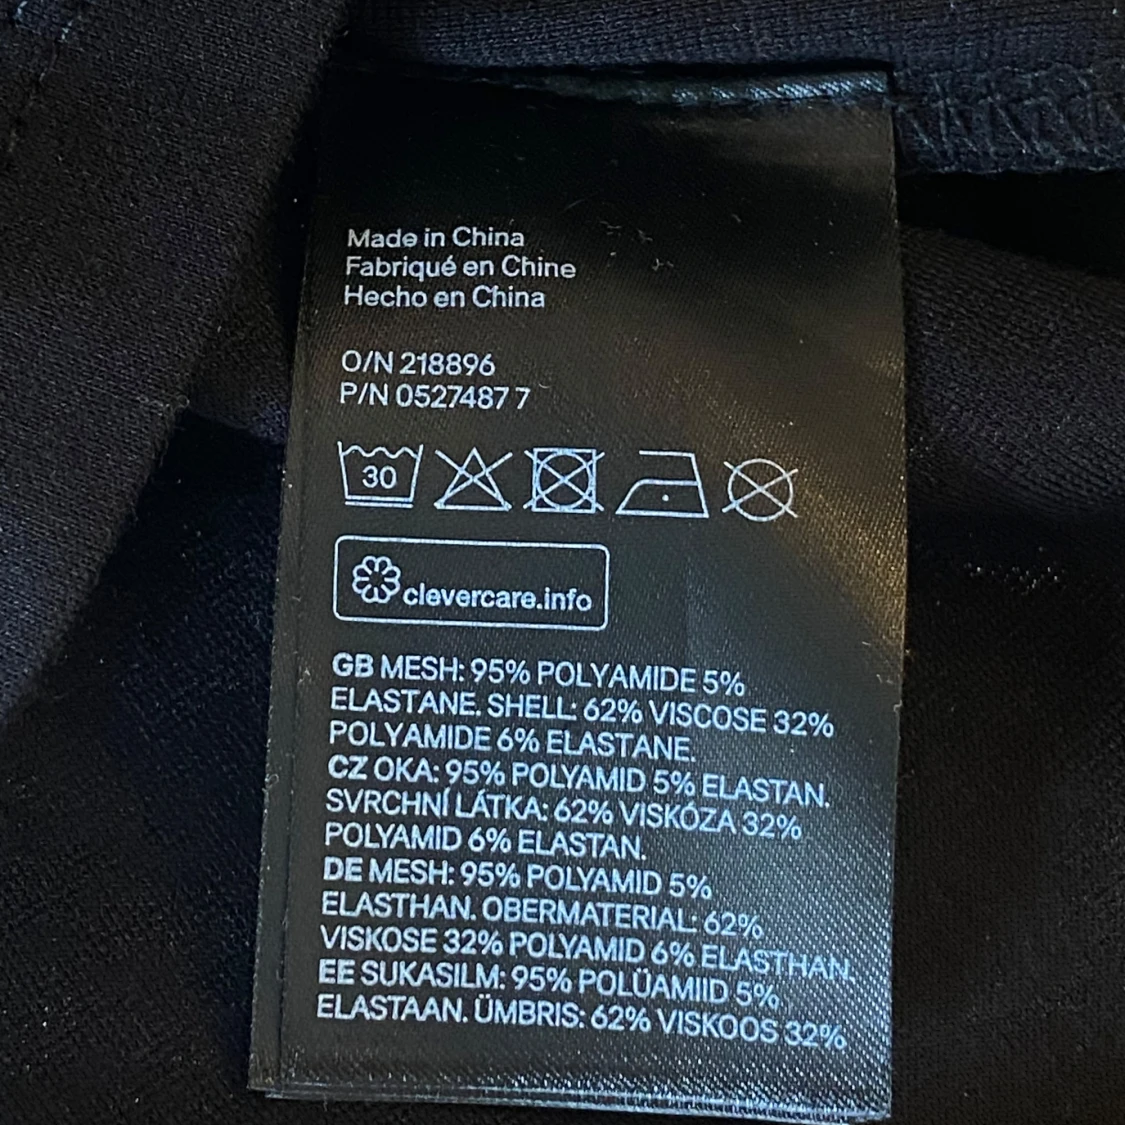 Made in China
Fabriqué en Chine
Hecho en China
O/N 218896
P/N 0527487 7
30
clevercare.info
GB MESH: 95% POLYAMIDE 5%
ELASTANE. SHELL: 62% VISCOSE 32%
POLYAMIDE 6% ELASTANE.
CZ OKA: 95% POLYAMID 5% ELASTAN.
SVRCHNÍ LÁTKA: 62% VISKÓZA 32%
POLYAMID 6% ELASTAN.
DE MESH: 95% POLYAMID 5%
ELASTHAN. OBERMATERIAL: 62%
VISKOSE 32% POLYAMID 6% ELASTHAN.
EE SUKASILM: 95% POLÜAMIID 5%
ELASTAAN. ÜMBRIS: 62% VISKOOS 32%